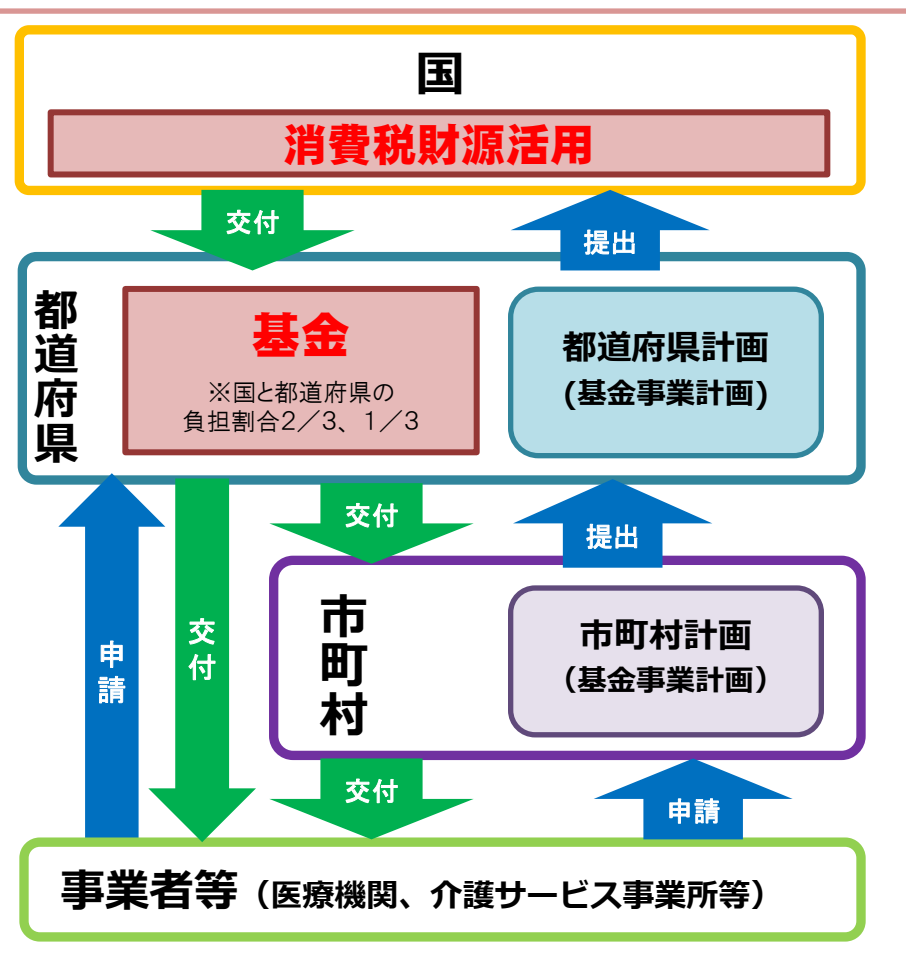 国
消費税財源活用
交付
提出
都道府県
基金
※国と都道府県の
負担割合2／3、1／3
都道府県計画
(基金事業計画)
交付
提出
申請
交付
市町村
市町村計画
（基金事業計画）
交付
申請
事業者等（医療機関、介護サービス事業所等）